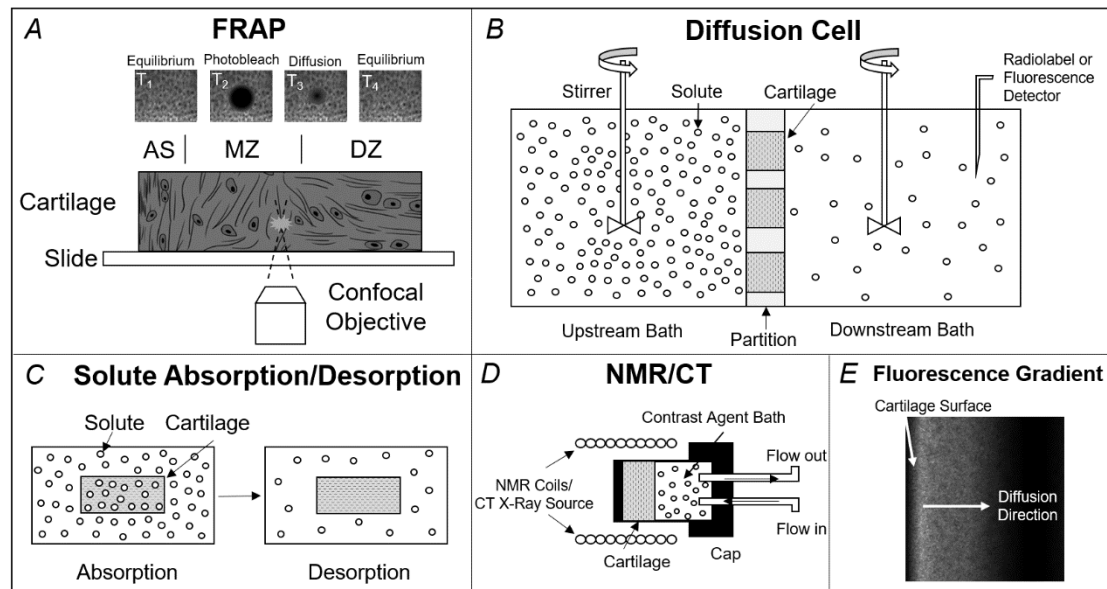 A
FRAP
Equilibrium Photobleach Diffusion Equilibrium
T1 T2 T3 T4
AS | MZ | DZ
Cartilage
Slide
Confocal
Objective
B
Diffusion Cell
Stirrer
Solute
Cartilage
Radiolabel or
Fluorescence
Detector
Upstream Bath
Partition
Downstream Bath
C
Solute Absorption/Desorption
Solute
Cartilage
Absorption
Desorption
D
NMR/CT
Contrast Agent Bath
NMR Coils/
CT X-Ray Source
Flow out
Flow in
Cartilage
Cap
E
Fluorescence Gradient
Cartilage Surface
Diffusion
Direction